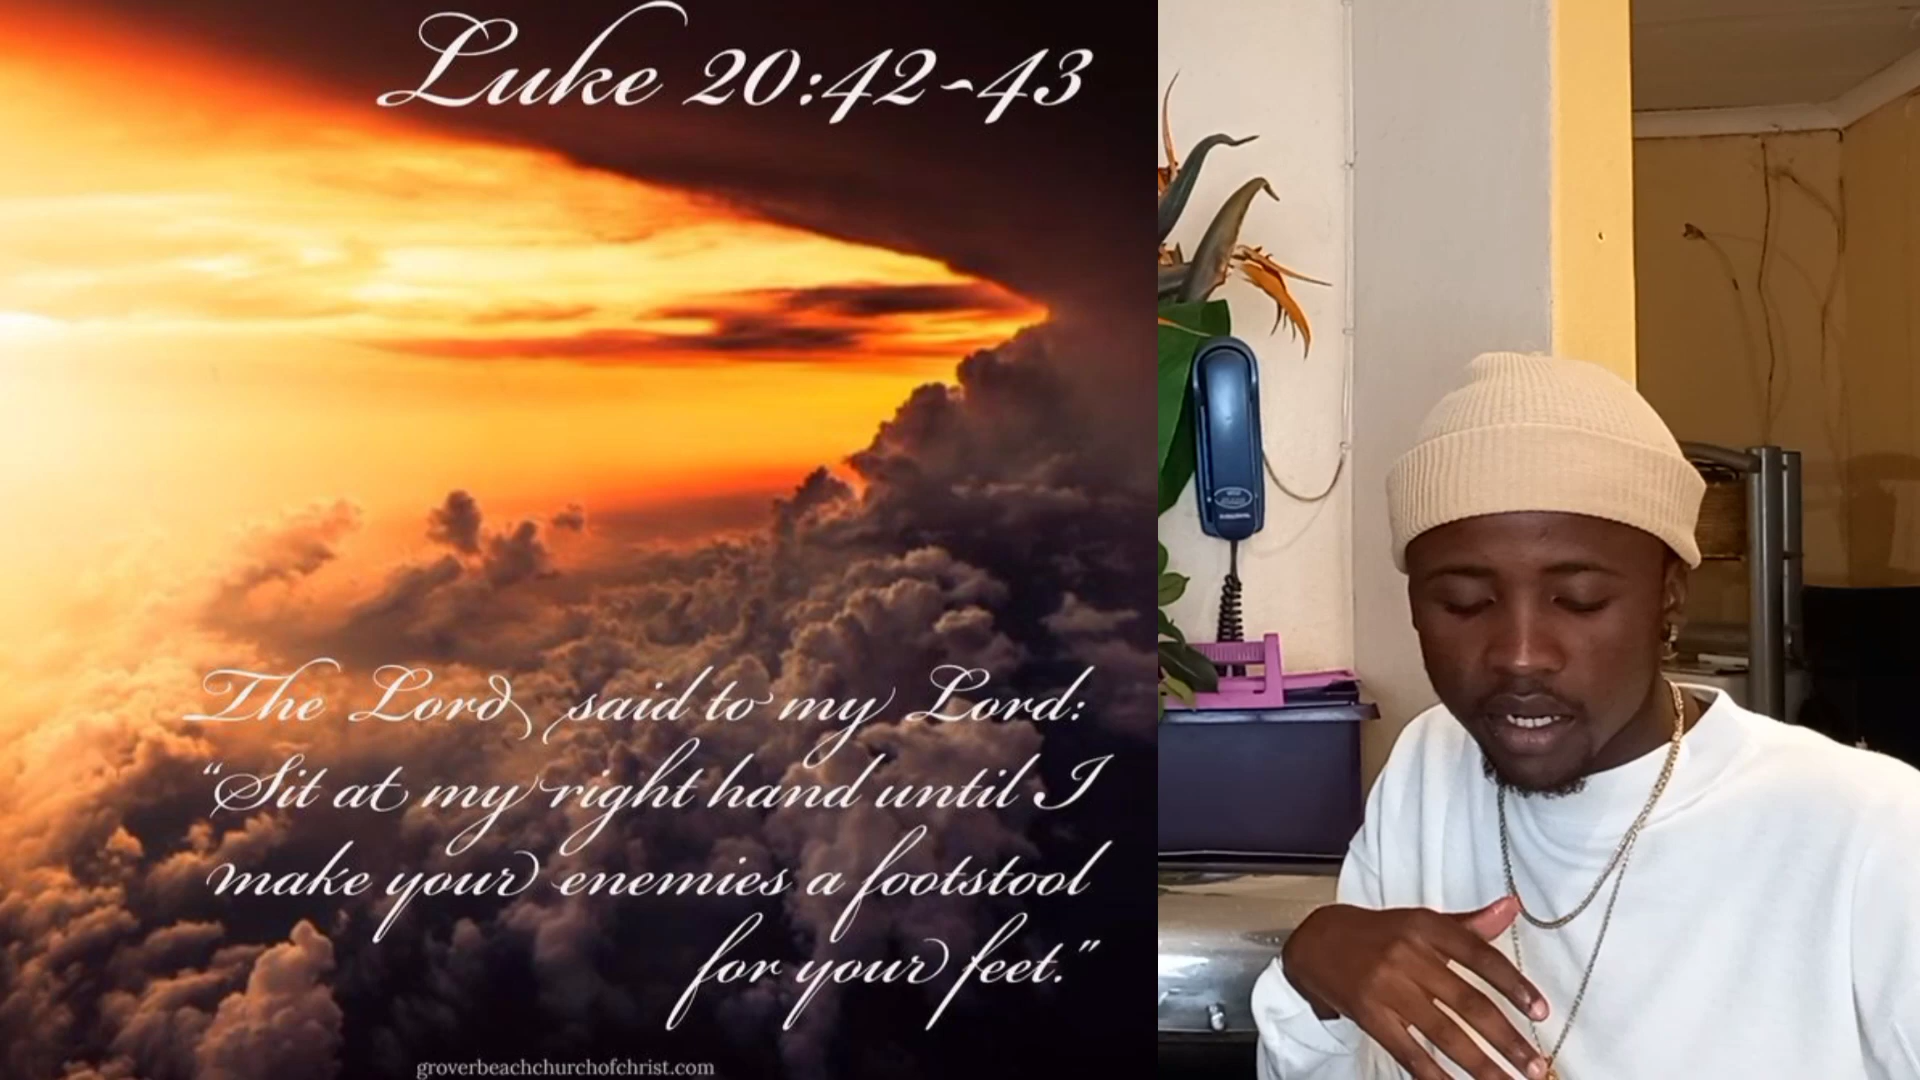 Luke 20:42-43
The Lord said to my Lord:
“Sit at my right hand until I
make your enemies a footstool
for your feet.”
groverbeachchurchofchrist.com